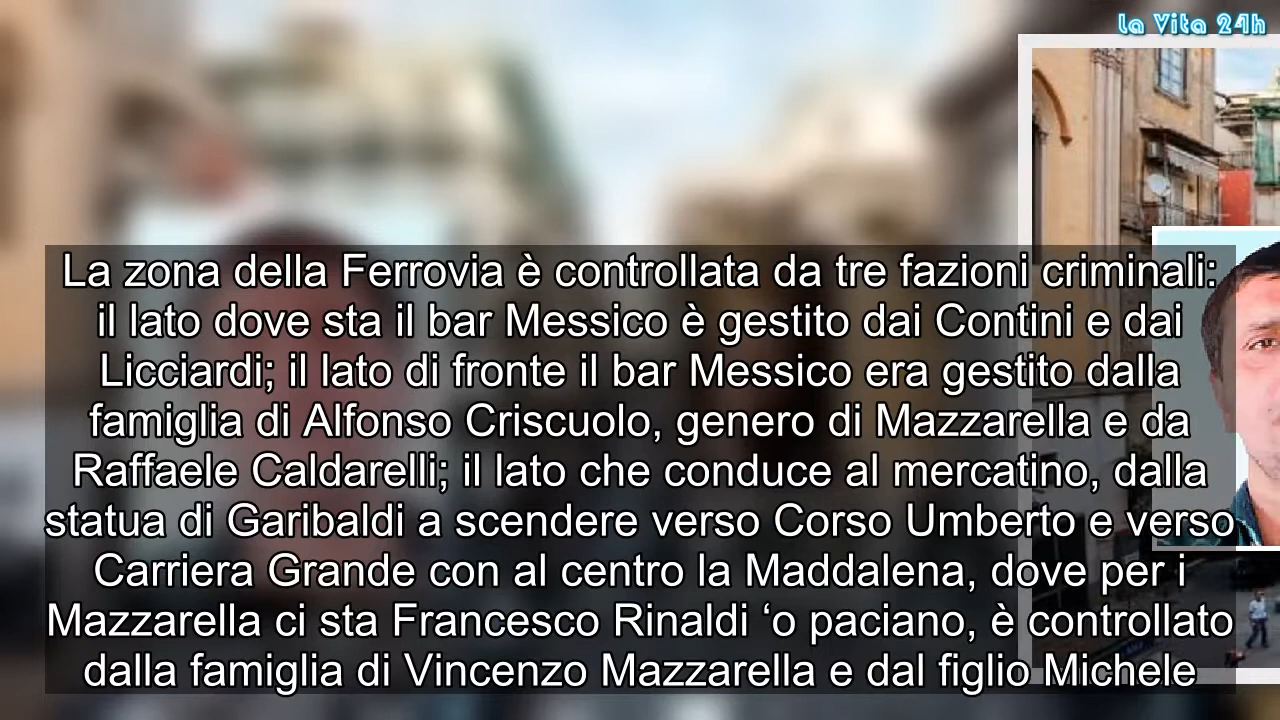 La Vita 24h
La zona della Ferrovia è controllata da tre fazioni criminali:
il lato dove sta il bar Messico è gestito dai Contini e dai
Licciardi; il lato di fronte il bar Messico era gestito dalla
famiglia di Alfonso Criscuolo, genero di Mazzarella e da
Raffaele Caldarelli; il lato che conduce al mercatino, dalla
statua di Garibaldi a scendere verso Corso Umberto e verso
Carriera Grande con al centro la Maddalena, dove per i
Mazzarella ci sta Francesco Rinaldi ‘o paciano, è controllato
dalla famiglia di Vincenzo Mazzarella e dal figlio Michele